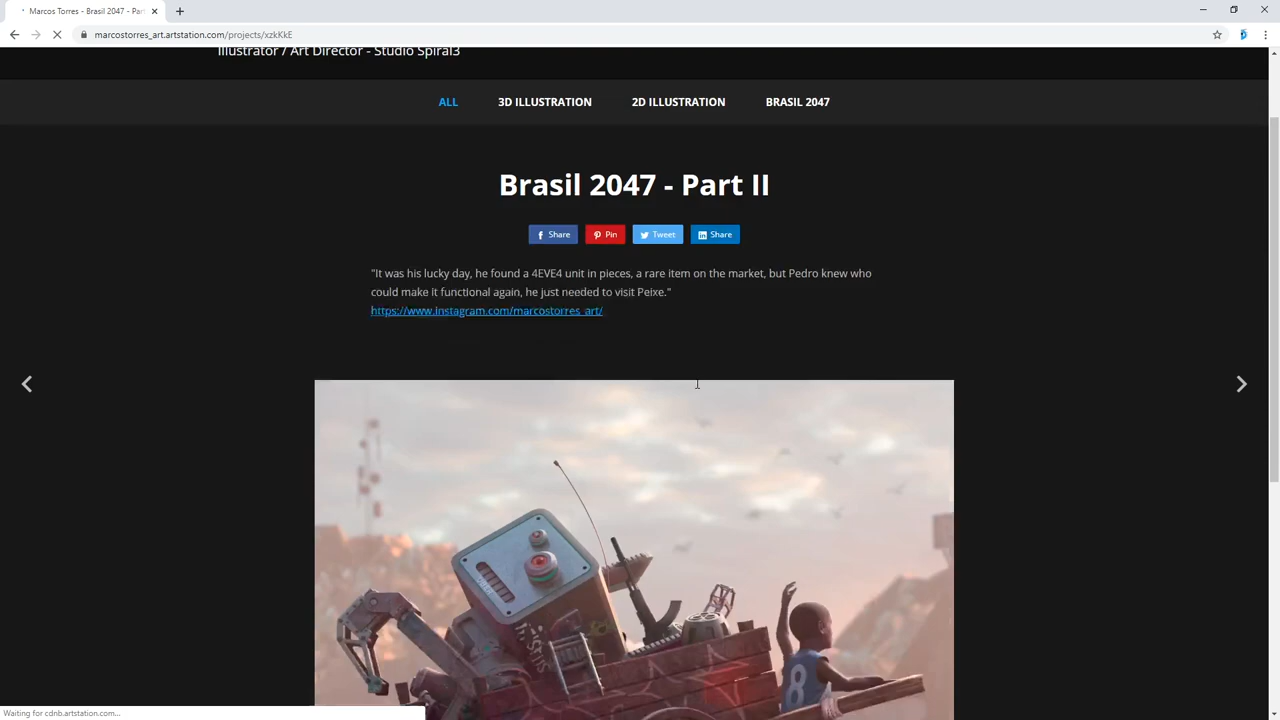 Marcos Torres - Brasil 2047 - Par
marcostorres_art.artstation.com/projects/xzkKkE
Illustrator / Art Director - Studio Spiral3
ALL
3D ILLUSTRATION
2D ILLUSTRATION
BRASIL 2047
Brasil 2047 - Part II
Share
Pin
Tweet
Share
"It was his lucky day, he found a 4EVE4 unit in pieces, a rare item on the market, but Pedro knew who
could make it functional again, he just needed to visit Peixe."
https://www.instagram.com/marcostorres_art/
8
Waiting for cdnb.artstation.com...